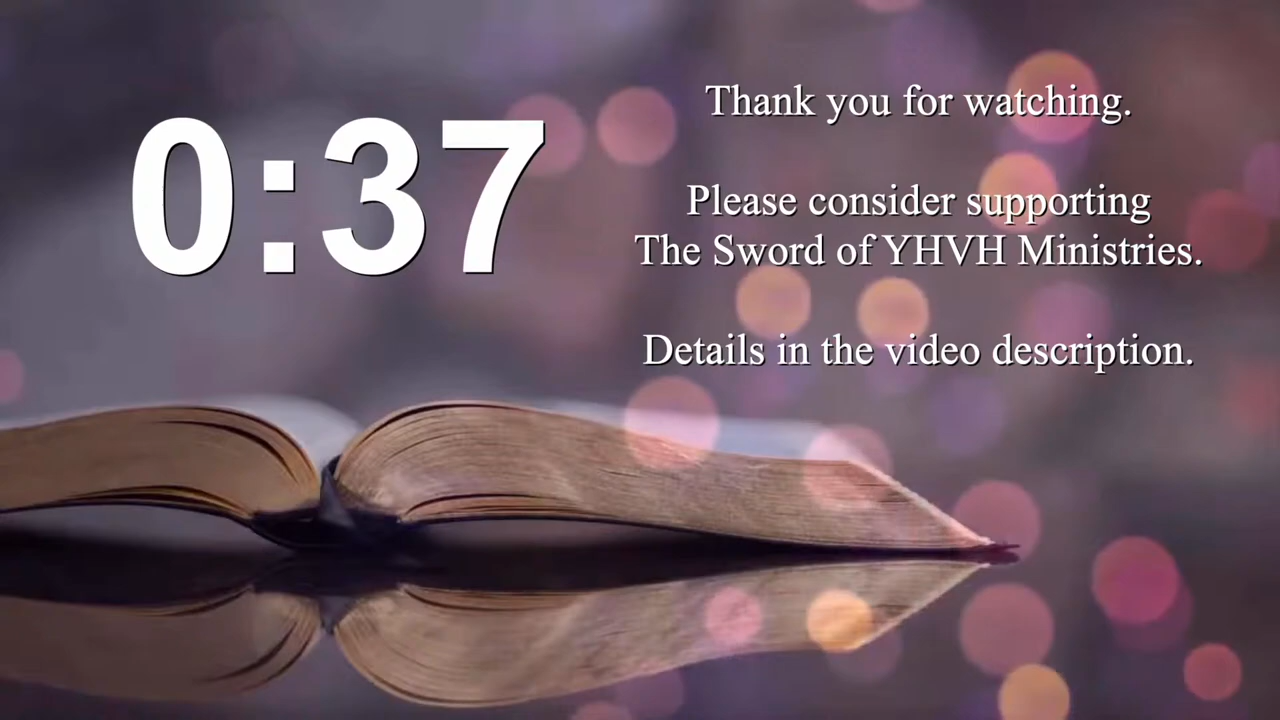 0:37
Thank you for watching.
Please consider supporting
The Sword of YHVH Ministries.
Details in the video description.